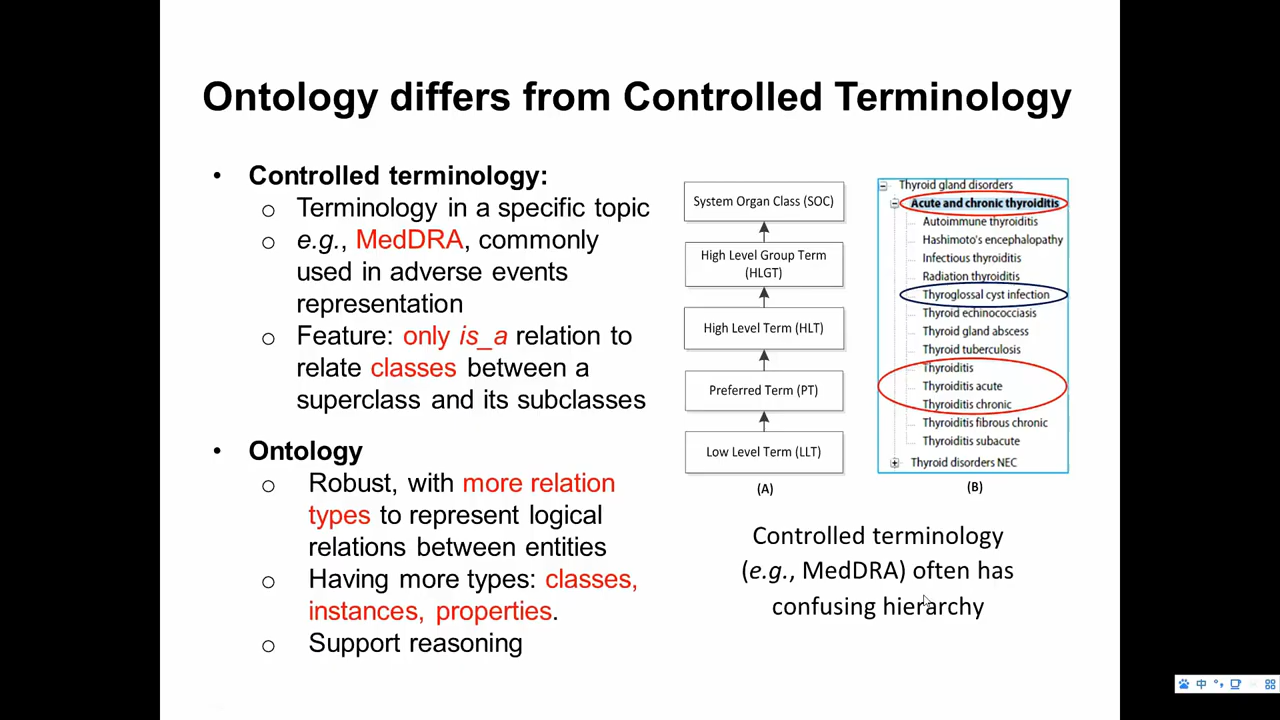 Ontology differs from Controlled Terminology
• Controlled terminology:
o Terminology in a specific topic
o e.g., MedDRA, commonly
used in adverse events
representation
o Feature: only is_a relation to
relate classes between a
superclass and its subclasses
• Ontology
o Robust, with more relation
types to represent logical
relations between entities
o Having more types: classes,
instances, properties.
o Support reasoning
System Organ Class (SOC)
High Level Group Term
(HLGT)
High Level Term (HLT)
Preferred Term (PT)
Low Level Term (LLT)
(A)
Thyroid gland disorders
Acute and chronic thyroiditis
Autoimmune thyroiditis
Hashimoto's encephalopathy
Infectious thyroiditis
Radiation thyroiditis
Thyroglossal cyst infection
Thyroid echinococciasis
Thyroid gland abscess
Thyroid tuberculosis
Thyroiditis
Thyroiditis acute
Thyroiditis chronic
Thyroiditis fibrous chronic
Thyroiditis subacute
Thyroid disorders NEC
(B)
Controlled terminology
(e.g., MedDRA) often has
confusing hierarchy
中